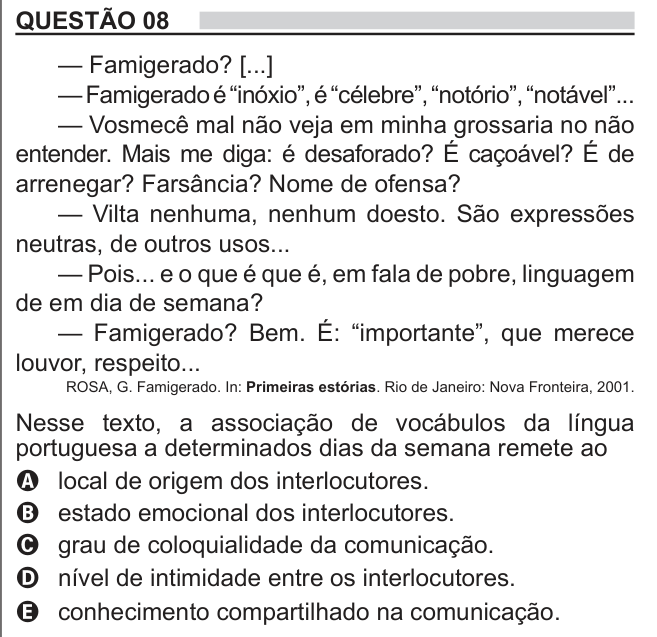 QUESTÃO 08
— Famigerado? [...]
— Famigerado é “inóxio”, é “célebre”, “notório”, “notável”...
— Vosmecê mal não veja em minha grossaria no não
entender. Mais me diga: é desaforado? É caçoável? É de
arrenegar? Farsância? Nome de ofensa?
— Vilta nenhuma, nenhum doesto. São expressões
neutras, de outros usos...
— Pois... e o que é que é, em fala de pobre, linguagem
de em dia de semana?
— Famigerado? Bem. É: “importante”, que merece
louvor, respeito...
ROSA, G. Famigerado. In: Primeiras estórias. Rio de Janeiro: Nova Fronteira, 2001.
Nesse texto, a associação de vocábulos da língua
portuguesa a determinados dias da semana remete ao
A local de origem dos interlocutores.
B estado emocional dos interlocutores.
C grau de coloquialidade da comunicação.
D nível de intimidade entre os interlocutores.
E conhecimento compartilhado na comunicação.